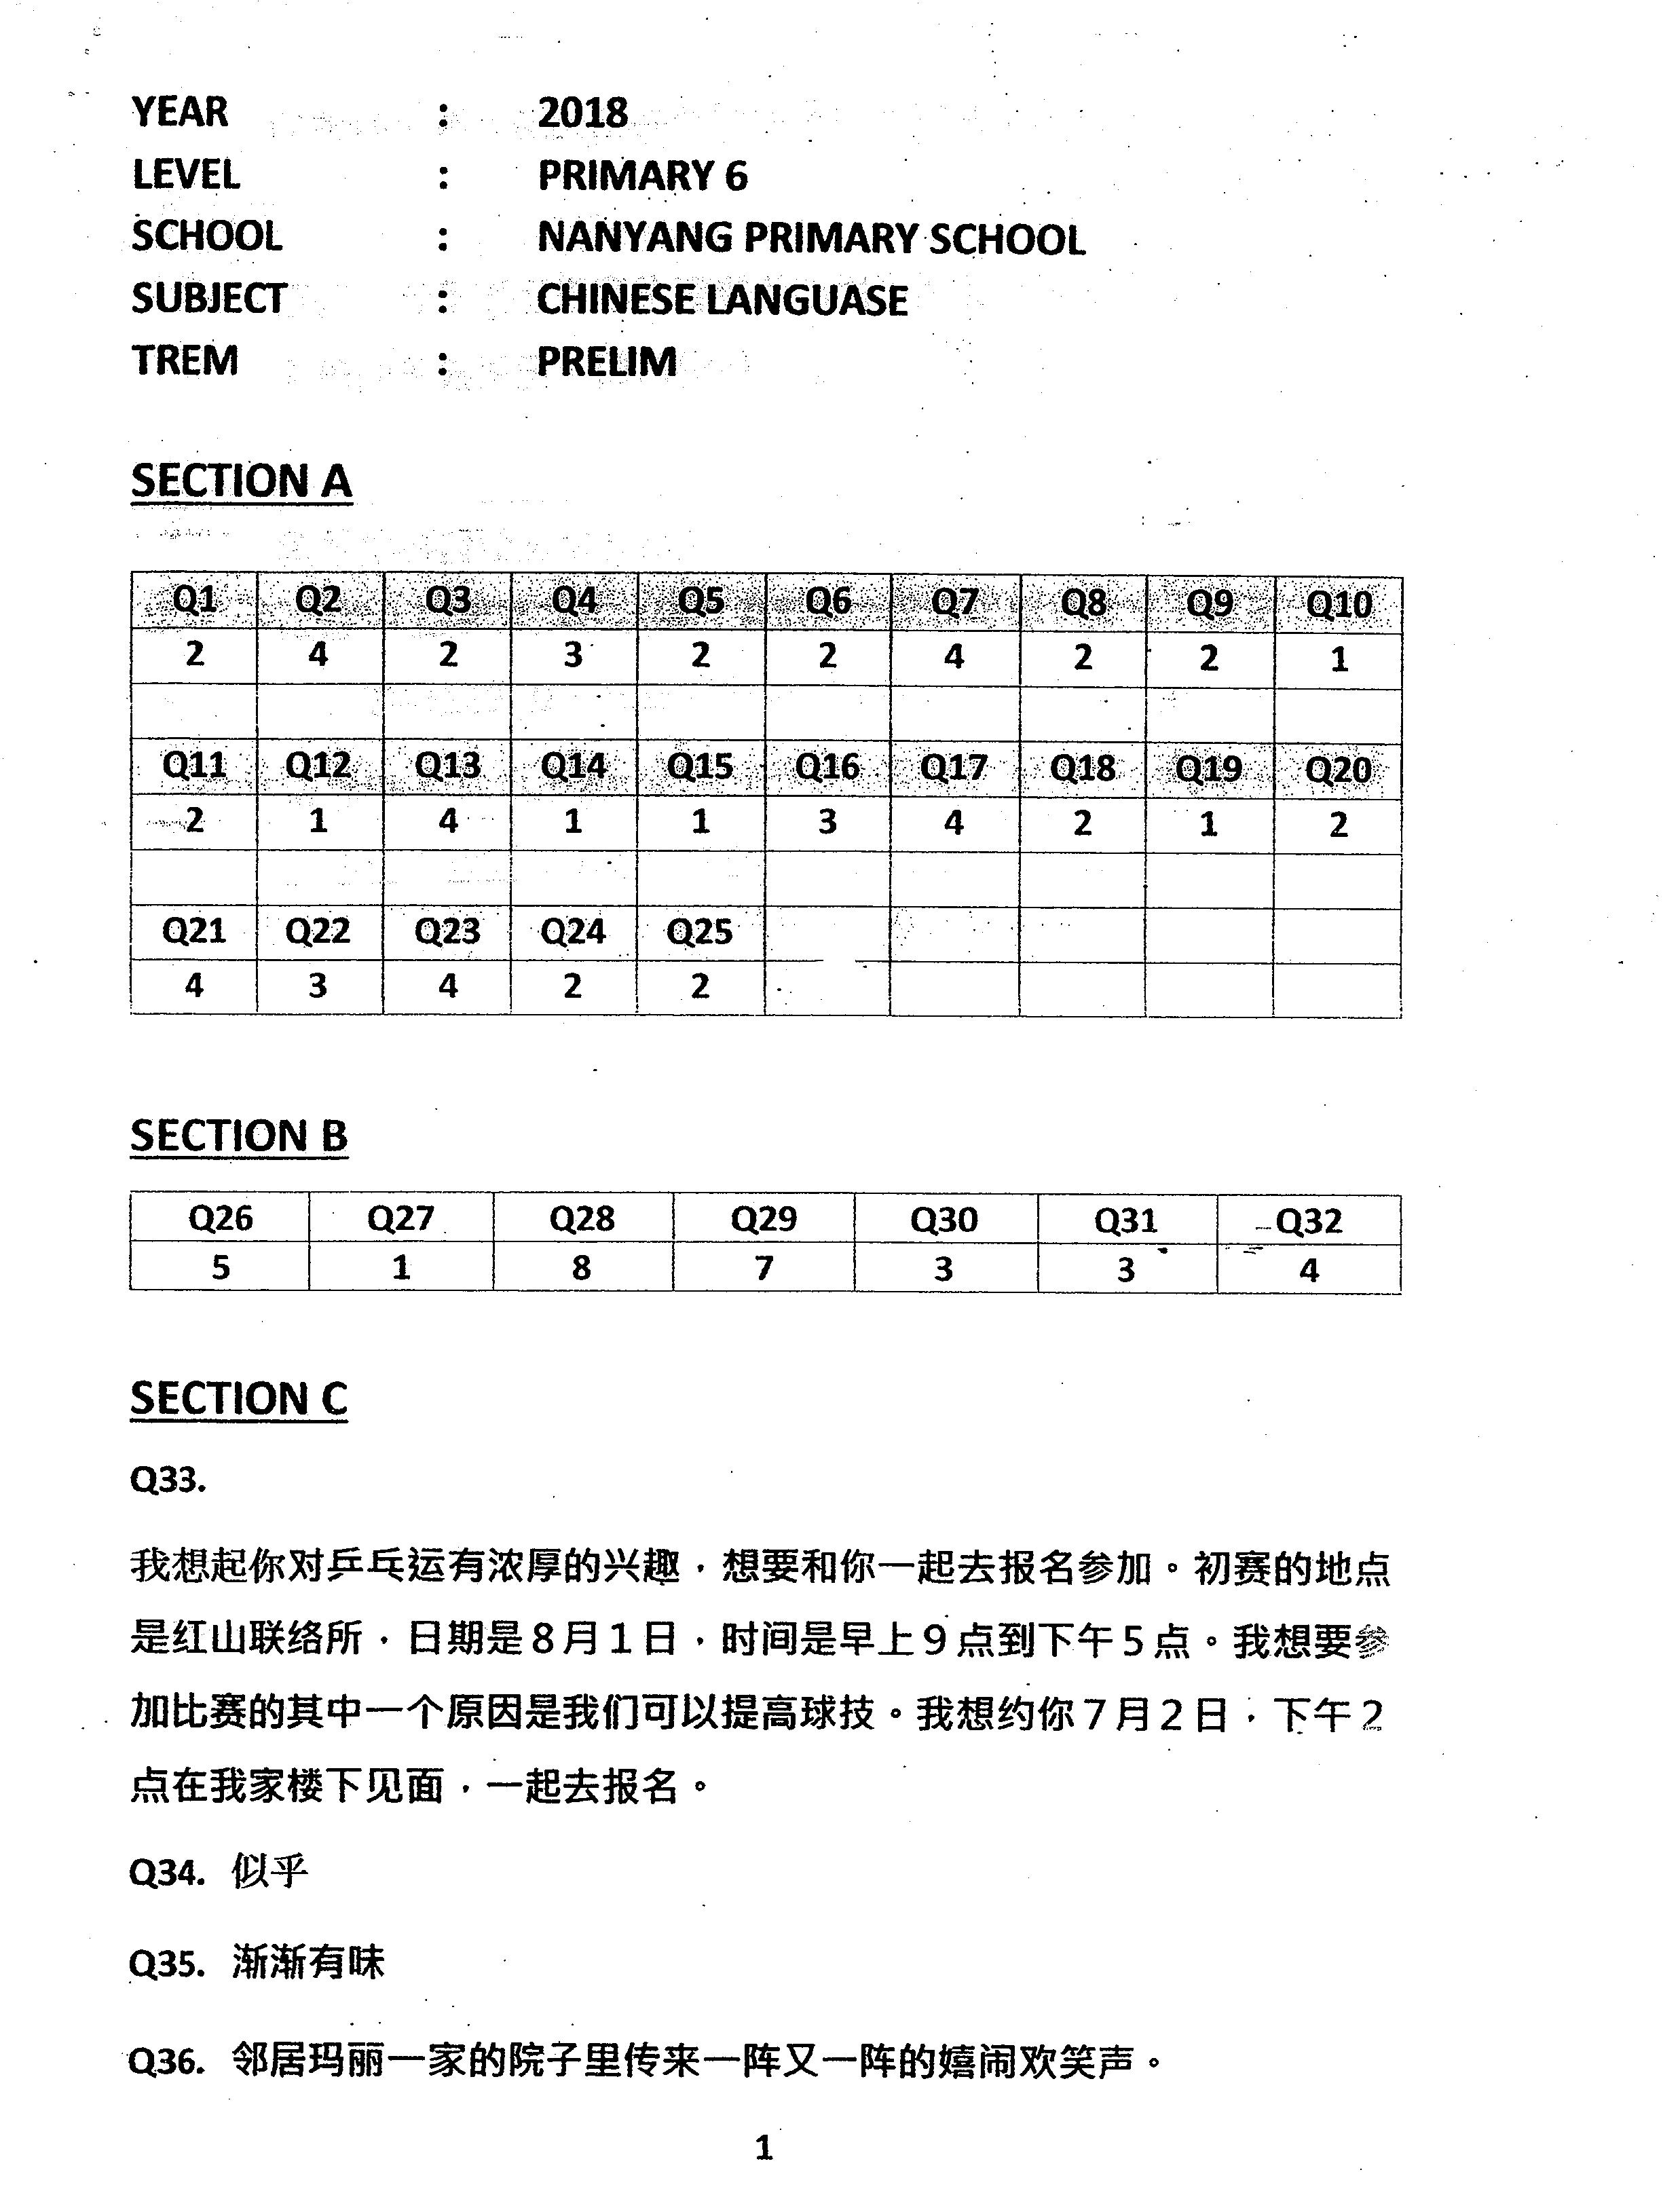 YEAR : 2018
LEVEL : PRIMARY 6
SCHOOL : NANYANG PRIMARY SCHOOL
SUBJECT : CHINESE LANGUASE
TREM : PRELIM
SECTION A
Q1 Q2 Q3 Q4 Q5 Q6 Q7 Q8 Q9 Q10
2 4 2 3 2 2 4 2 2 1
Q11 Q12 Q13 Q14 Q15 Q16 Q17 Q18 Q19 Q20
2 1 4 1 1 3 4 2 1 2
Q21 Q22 Q23 Q24 Q25
4 3 4 2 2
SECTION B
Q26 Q27 Q28 Q29 Q30 Q31 Q32
5 1 8 7 3 3 4
SECTION C
Q33.
我想起你对乒乓运有浓厚的兴趣，想要和你一起去报名参加。初赛的地点
是红山联络所，日期是8月1日，时间是早上9点到下午5点。我想要参
加比赛的其中一个原因是我们可以提高球技。我想约你7月2日，下午2
点在我家楼下见面，一起去报名。
Q34. 似乎
Q35. 渐渐有味
Q36. 邻居玛丽一家的院子里传来一阵又一阵的嬉闹欢笑声。
1